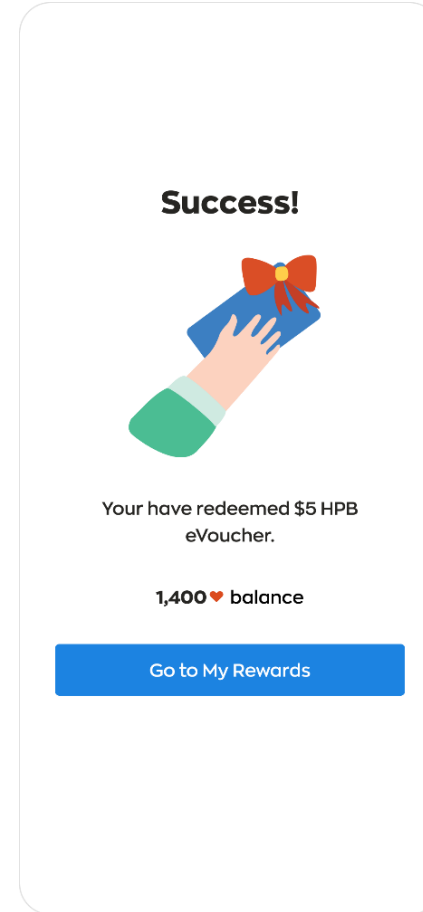 Success!
Your have redeemed $5 HPB
eVoucher.
1,400 balance
Go to My Rewards